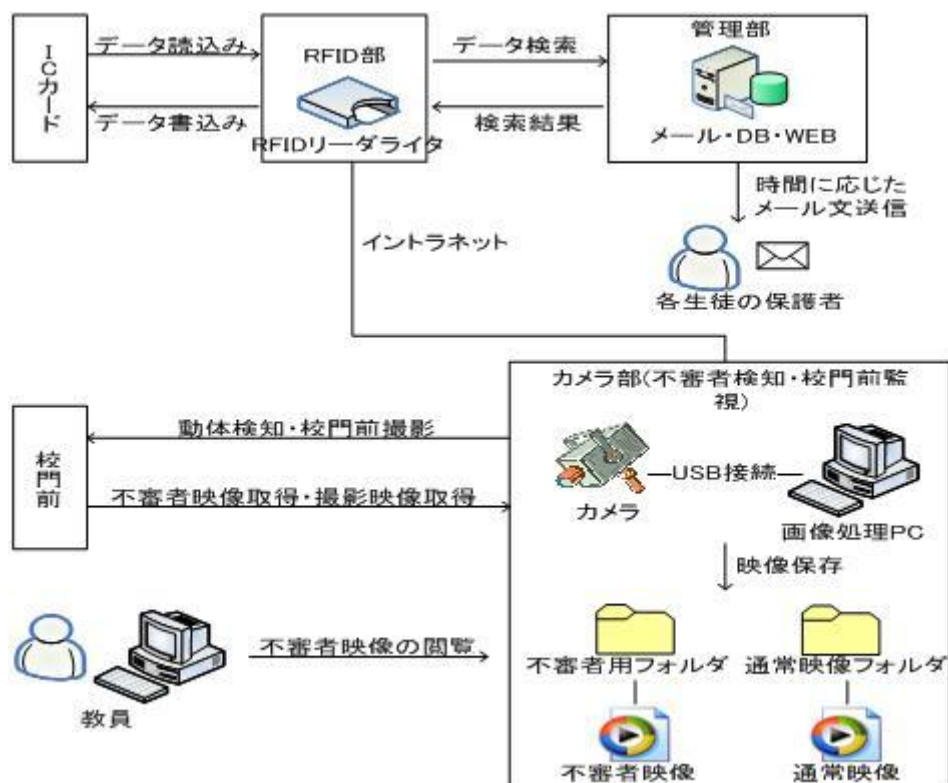 ICカード
データ読込み
データ書込み
RFID部
RFIDリーダライタ
データ検索
検索結果
管理部
メール・DB・WEB
時間に応じた
メール文送信
各生徒の保護者
イントラネット
カメラ部(不審者検知・校門前監
視)
校門前
動体検知・校門前撮影
不審者映像取得・撮影映像取得
カメラ
USB接続
画像処理PC
映像保存
教員
不審者映像の閲覧
不審者用フォルダ
通常映像フォルダ
不審者映像
通常映像